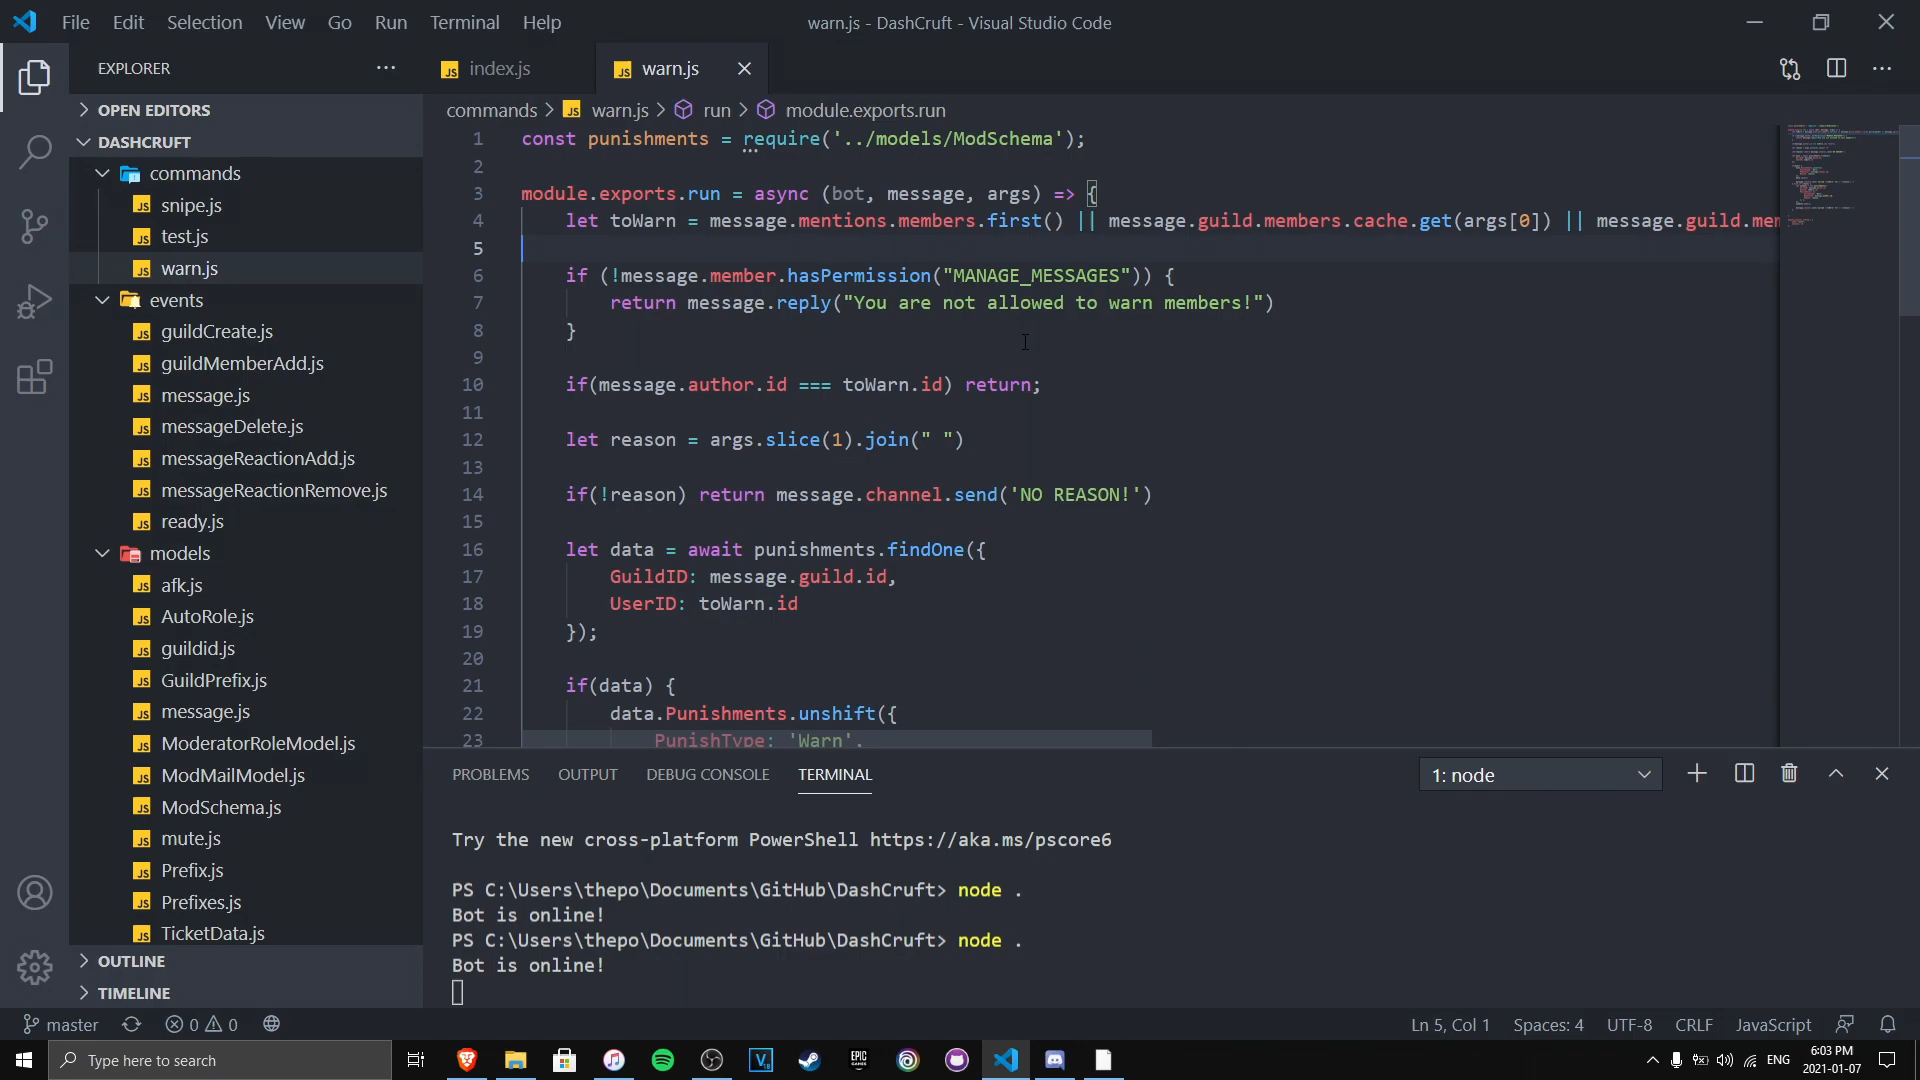 File Edit Selection View Go Run Terminal Help
warn.js - DashCruft - Visual Studio Code
EXPLORER
index.js
warn.js
OPEN EDITORS
DASHCRUFT
commands
snipe.js
test.js
warn.js
events
guildCreate.js
guildMemberAdd.js
message.js
messageDelete.js
messageReactionAdd.js
messageReactionRemove.js
ready.js
models
afk.js
AutoRole.js
guildid.js
GuildPrefix.js
message.js
ModeratorRoleModel.js
ModMailModel.js
ModSchema.js
mute.js
Prefix.js
Prefixes.js
TicketData.js
OUTLINE
TIMELINE
commands > warn.js > run > module.exports.run
1 const punishments = require('../models/ModSchema');
2
3 module.exports.run = async (bot, message, args) => {
4 let toWarn = message.mentions.members.first() || message.guild.members.cache.get(args[0]) || message.guild.mem
5
6 if (!message.member.hasPermission("MANAGE_MESSAGES")) {
7 return message.reply("You are not allowed to warn members!")
8 }
9
10 if(message.author.id === toWarn.id) return;
11
12 let reason = args.slice(1).join(" ")
13
14 if(!reason) return message.channel.send('NO REASON!')
15
16 let data = await punishments.findOne({
17 GuildID: message.guild.id,
18 UserID: toWarn.id
19 });
20
21 if(data) {
22 data.Punishments.unshift({
23 PunishType: 'Warn',
PROBLEMS OUTPUT DEBUG CONSOLE TERMINAL
1: node
Try the new cross-platform PowerShell https://aka.ms/pscore6
PS C:\Users\thepo\Documents\GitHub\DashCruft> node .
Bot is online!
PS C:\Users\thepo\Documents\GitHub\DashCruft> node .
Bot is online!
master 0 0
Ln 5, Col 1 Spaces: 4 UTF-8 CRLF JavaScript
Type here to search
EPIC GAMES
ENG
6:03 PM
2021-01-07